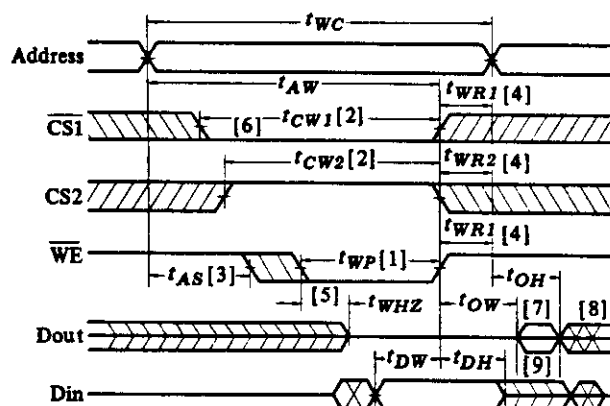 tWC
Address
tAW
tWR1[4]
CS1
[6]
tCW1[2]
tCW2[2]
tWR2[4]
CS2
tWR1[4]
WE
tAS[3]
tWP[1]
tOH
[5]
tWHZ
tOW
[7]
[8]
Dout
[9]
tDW
tDH
Din